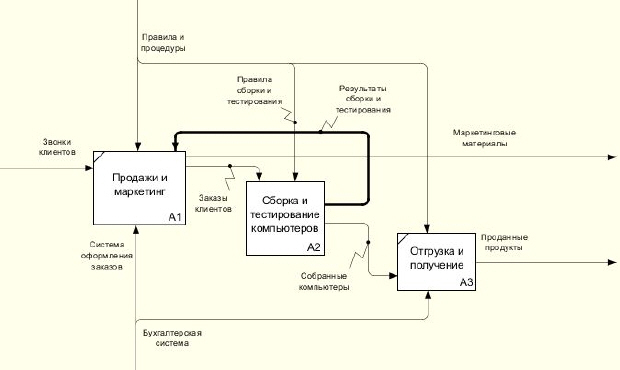 Правила и
процедуры
Правила
сборки и
тестирования
Результаты
сборки и
тестирования
Звонки
клиентов
Маркетинговые
материалы
Продажи и
маркетинг
A1
Заказы
клиентов
Сборка и
тестирование
компьютеров
A2
Система
оформления
заказов
Собранные
компьютеры
Отгрузка и
получение
A3
Проданные
продукты
Бухгалтерская
система